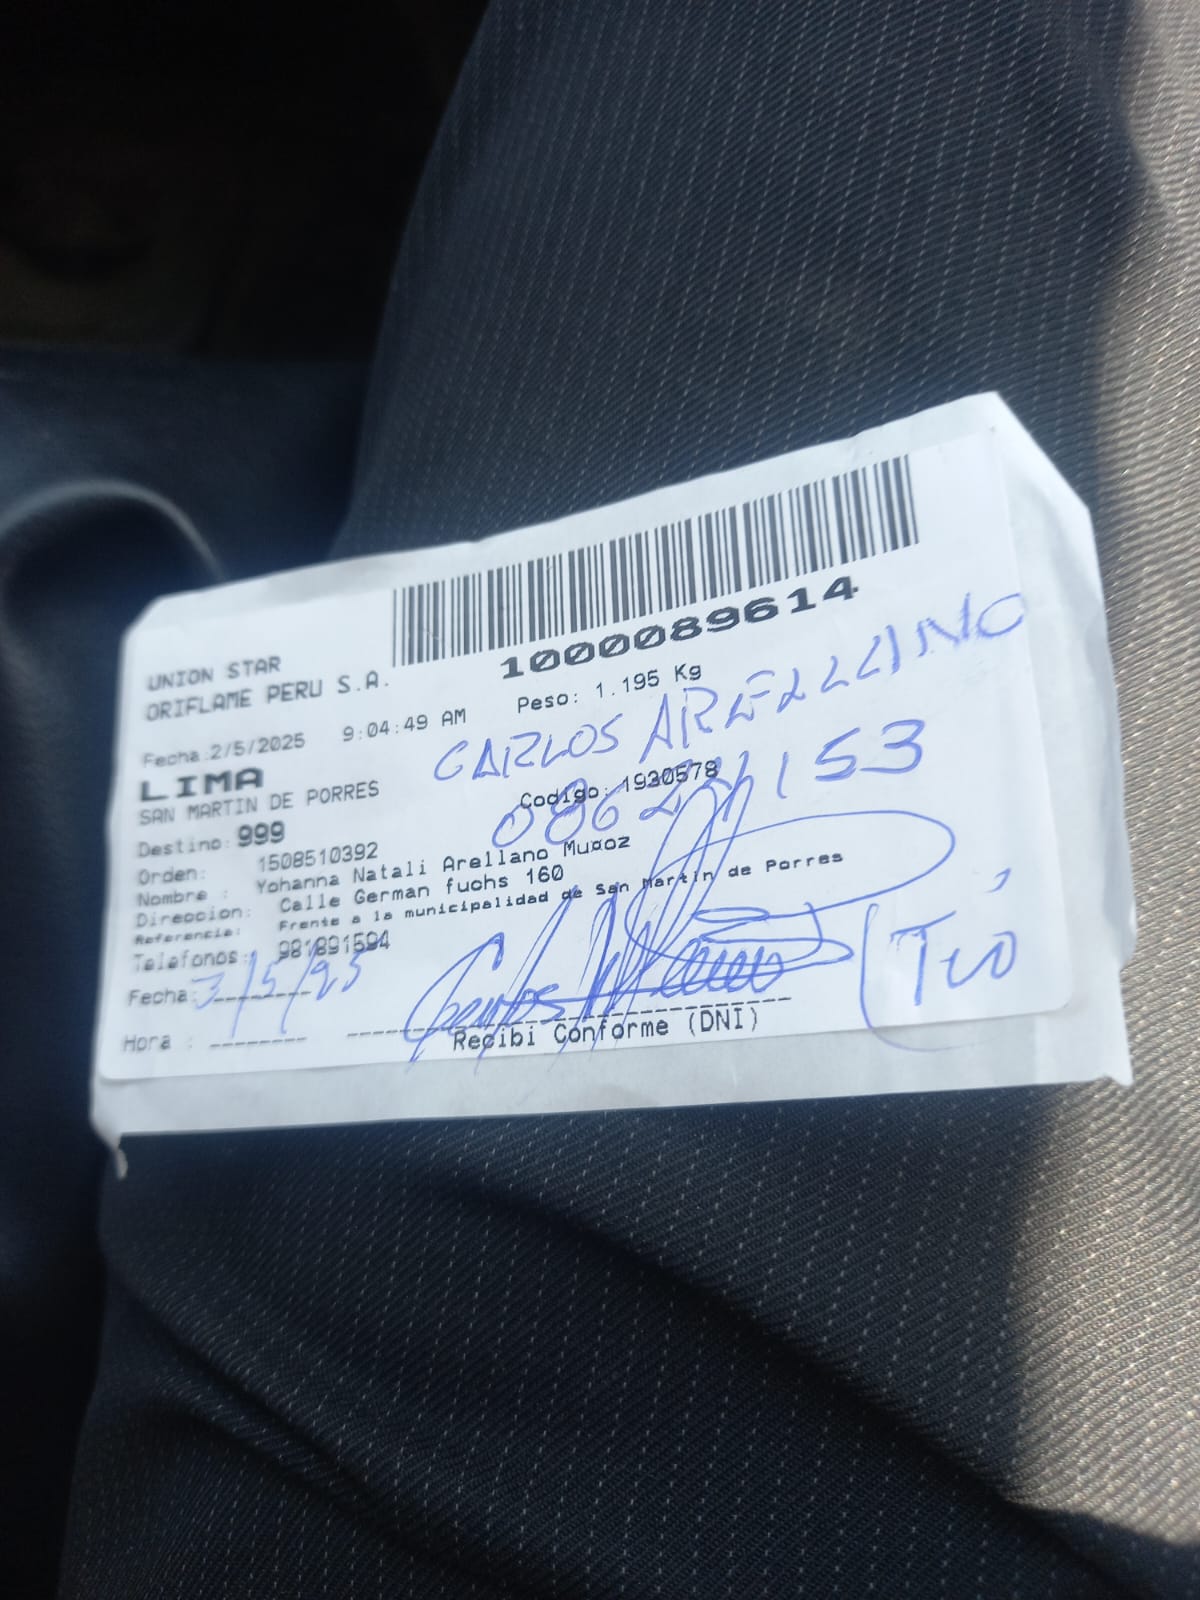 1000089614
UNION STAR
ORIFLAME PERU S.A.
Fecha:2/5/2025 9:04:49 AM Peso: 1.195 Kg
LIMA
SAN MARTIN DE PORRES
CARLOS ARELLANO
Destino: 999 Codigo: 1930578
153
Orden: 1508510392
Nombre : Yohanna Natali Arellano Muñoz
Direccion: Calle German fuchs 160
Referencia: Frente a la municipalidad de San Martin de Porres
Telefonos: 981891594
Fecha: 3/5/25
(Tió
Hora :
Recibi Conforme (DNI)